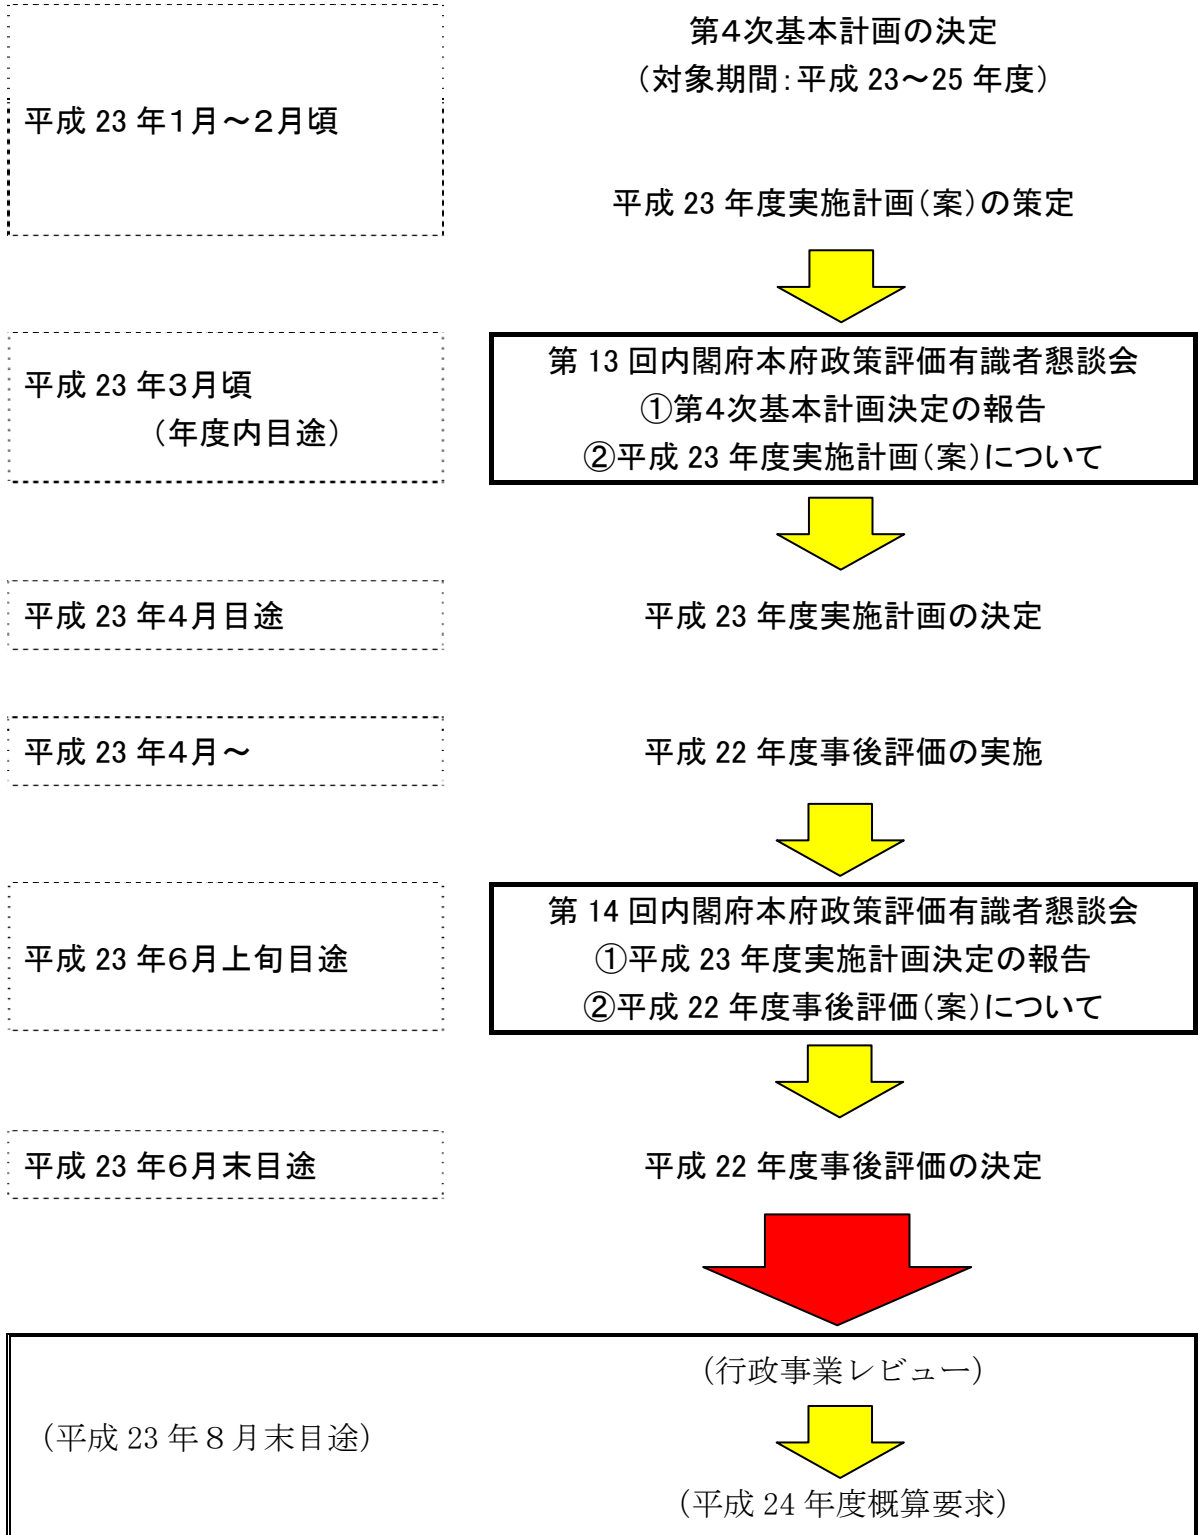 第4次基本計画の決定
（対象期間：平成 23～25 年度）
平成 23 年1月～2月頃
平成 23 年度実施計画（案）の策定
平成 23 年3月頃
（年度内目途）
第 13 回内閣府本府政策評価有識者懇談会
①第4次基本計画決定の報告
②平成 23 年度実施計画（案）について
平成 23 年4月目途
平成 23 年度実施計画の決定
平成 23 年4月～
平成 22 年度事後評価の実施
平成 23 年6月上旬目途
第 14 回内閣府本府政策評価有識者懇談会
①平成 23 年度実施計画決定の報告
②平成 22 年度事後評価（案）について
平成 23 年6月末目途
平成 22 年度事後評価の決定
（行政事業レビュー）
（平成 23 年８月末目途）
（平成 24 年度概算要求）